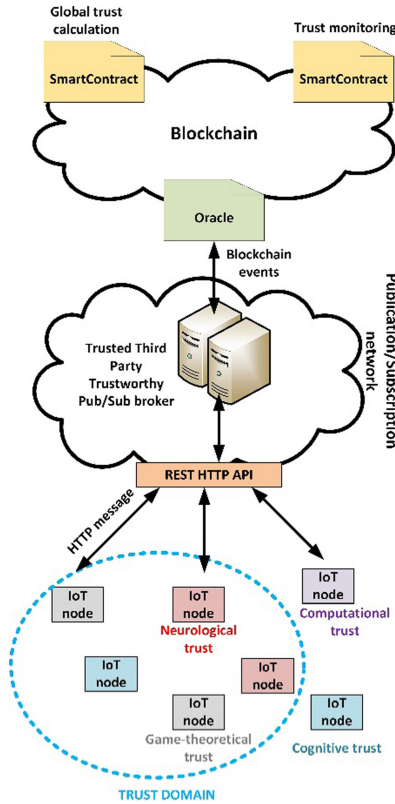 Global trust
calculation
Trust monitoring
SmartContract
SmartContract
Blockchain
Oracle
Blockchain
events
Publication/Subscription
network
Trusted Third
Party
Trustworthy
Pub/Sub broker
REST HTTP API
HTTP message
IoT
node
IoT
node
IoT
node
Neurological
trust
Computational
trust
IoT
node
IoT
node
IoT
node
IoT
node
Game-theoretical
trust
Cognitive trust
TRUST DOMAIN